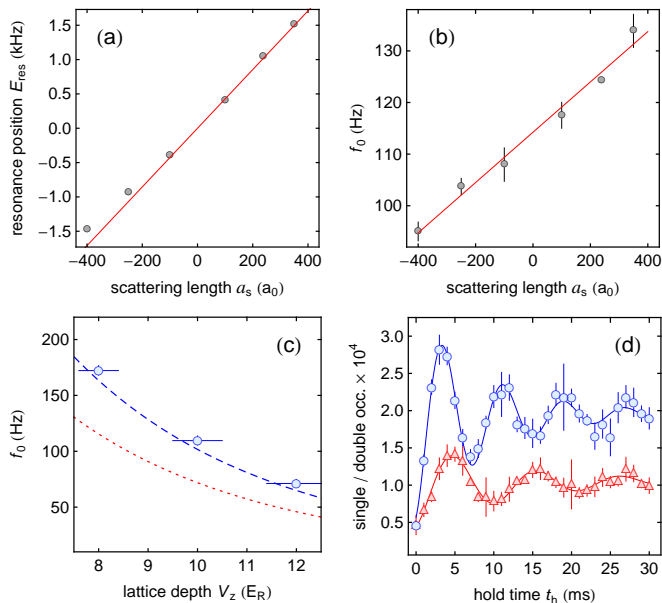 (a)
resonance position E_res (kHz)
1.5
1.0
0.5
0.0
−0.5
−1.0
−1.5
−400 −200 0 200 400
scattering length a_s (a_0)
(b)
f_0 (Hz)
130
120
110
100
−400 −200 0 200 400
scattering length a_s (a_0)
(c)
f_0 (Hz)
200
150
100
50
8 9 10 11 12
lattice depth V_z (E_R)
(d)
single / double occ. × 10^4
3.0
2.5
2.0
1.5
1.0
0.5
0 5 10 15 20 25 30
hold time t_h (ms)